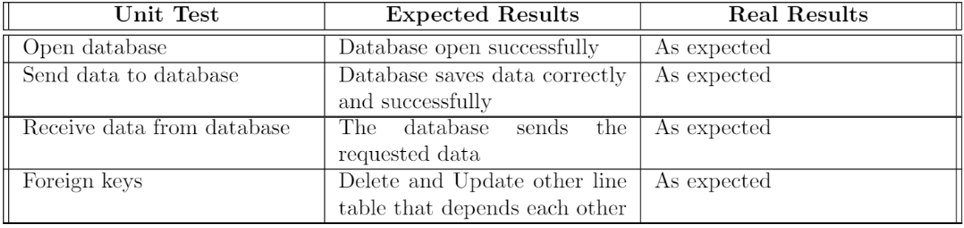 Unit Test Expected Results Real Results
Open database Database open successfully As expected
Send data to database Database saves data correctly As expected
and successfully
Receive data from database The database sends the As expected
requested data
Foreign keys Delete and Update other line As expected
table that depends each other